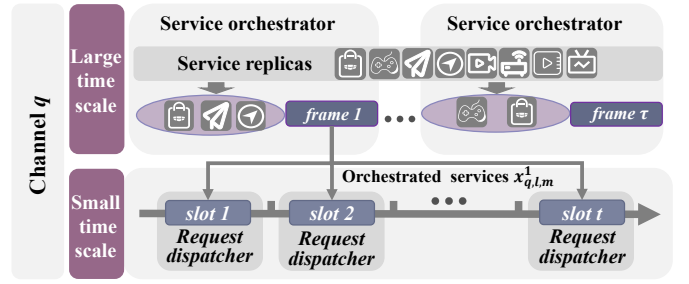 Channel q
Large
time
scale
Service orchestrator
Service orchestrator
Service replicas
frame 1
frame τ
Orchestrated services x¹q,l,m
Small
time
scale
slot 1
slot 2
slot t
Request
dispatcher
Request
dispatcher
Request
dispatcher